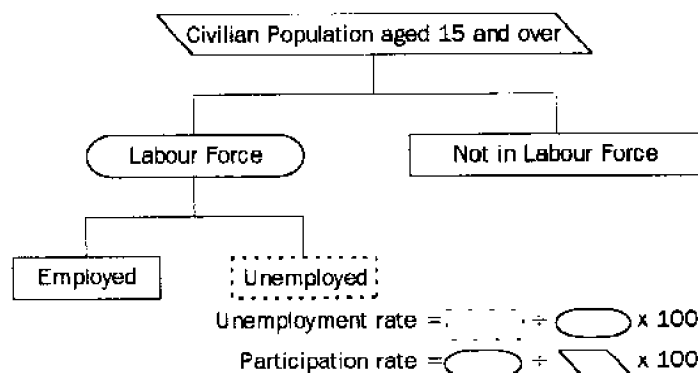 Civilian Population aged 15 and over
Labour Force
Not in Labour Force
Employed
Unemployed
Unemployment rate = ÷ x 100
Participation rate = ÷ x 100